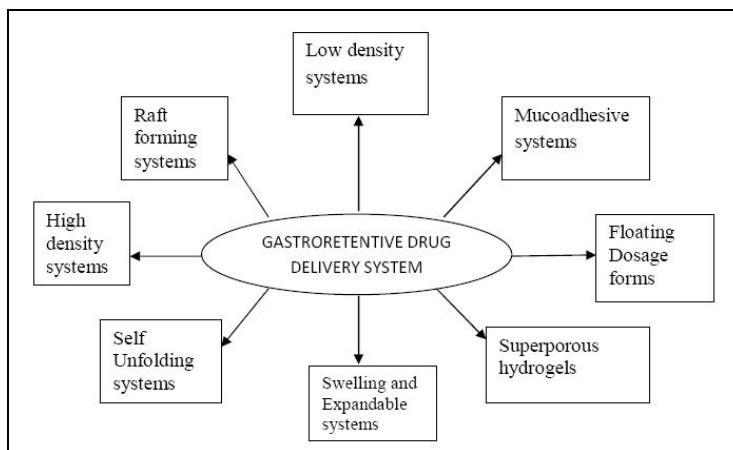 Low density
systems
Raft
forming
systems
Mucoadhesive
systems
High
density
systems
GASTRORETENTIVE DRUG
DELIVERY SYSTEM
Floating
Dosage
forms
Self
Unfolding
systems
Swelling and
Expandable
systems
Superporous
hydrogels